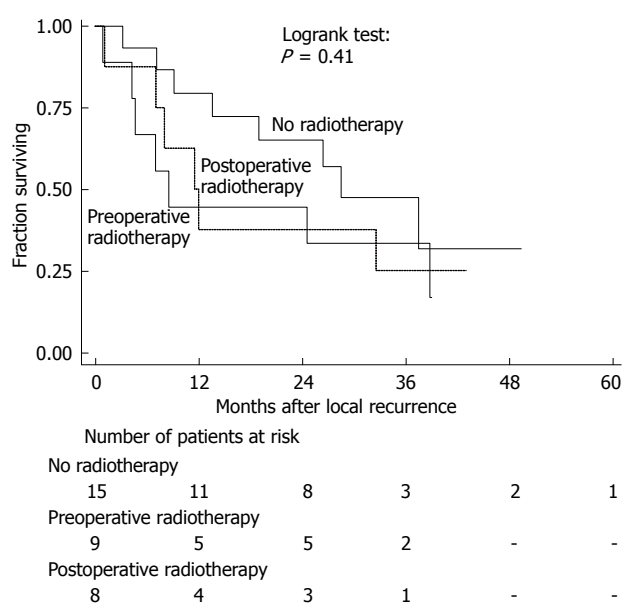 1.00
0.75
0.50
0.25
0.00
Fraction surviving
Logrank test:
P = 0.41
No radiotherapy
Postoperative
radiotherapy
Preoperative
radiotherapy
0 12 24 36 48 60
Months after local recurrence
Number of patients at risk
No radiotherapy
15 11 8 3 2 1
Preoperative radiotherapy
9 5 5 2 - -
Postoperative radiotherapy
8 4 3 1 - -